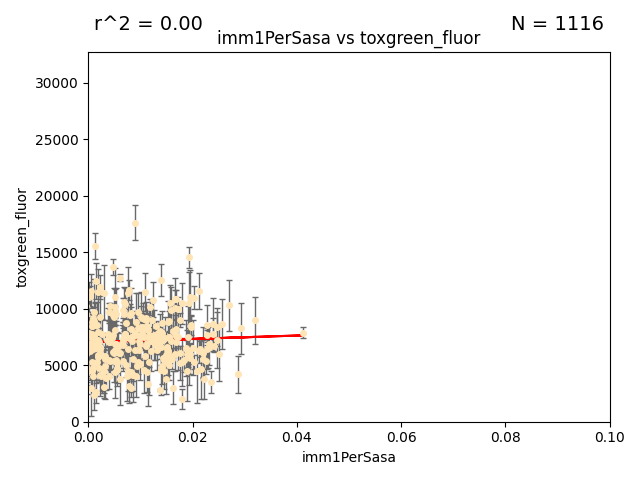 r^2 = 0.00
N = 1116
imm1PerSasa vs toxgreen_fluor
30000
25000
20000
15000
10000
5000
0
toxgreen_fluor
0.00 0.02 0.04 0.06 0.08 0.10
imm1PerSasa